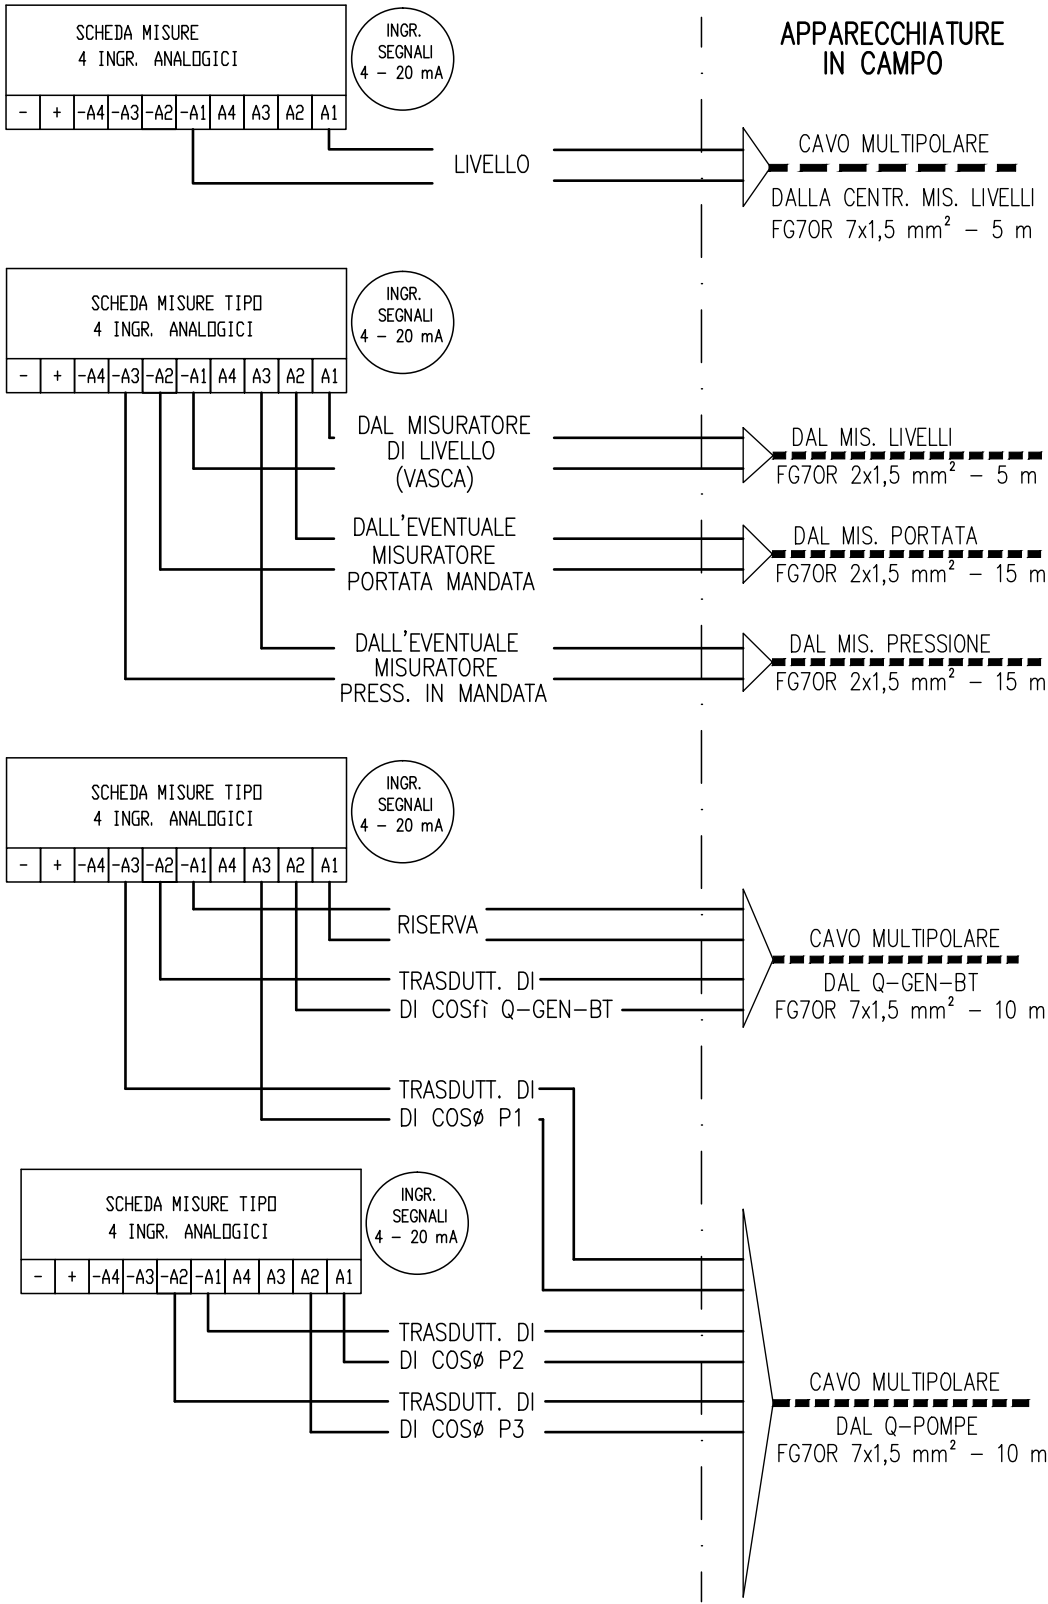 SCHEDA MISURE
4 INGR. ANALOGICI
INGR.
SEGNALI
4 - 20 mA
APPARECCHIATURE
IN CAMPO
- + -A4 -A3 -A2 -A1 A4 A3 A2 A1
LIVELLO
CAVO MULTIPOLARE
DALLA CENTR. MIS. LIVELLI
FG7OR 7x1,5 mm² - 5 m
SCHEDA MISURE TIPO
4 INGR. ANALOGICI
INGR.
SEGNALI
4 - 20 mA
- + -A4 -A3 -A2 -A1 A4 A3 A2 A1
DAL MISURATORE
DI LIVELLO
(VASCA)
DAL MIS. LIVELLI
FG7OR 2x1,5 mm² - 5 m
DALL'EVENTUALE
MISURATORE
PORTATA MANDATA
DAL MIS. PORTATA
FG7OR 2x1,5 mm² - 15 m
DALL'EVENTUALE
MISURATORE
PRESS. IN MANDATA
DAL MIS. PRESSIONE
FG7OR 2x1,5 mm² - 15 m
SCHEDA MISURE TIPO
4 INGR. ANALOGICI
INGR.
SEGNALI
4 - 20 mA
- + -A4 -A3 -A2 -A1 A4 A3 A2 A1
RISERVA
TRASDUTT. DI
DI COSfì Q-GEN-BT
CAVO MULTIPOLARE
DAL Q-GEN-BT
FG7OR 7x1,5 mm² - 10 m
TRASDUTT. DI
DI COSø P1
SCHEDA MISURE TIPO
4 INGR. ANALOGICI
INGR.
SEGNALI
4 - 20 mA
- + -A4 -A3 -A2 -A1 A4 A3 A2 A1
TRASDUTT. DI
DI COSø P2
TRASDUTT. DI
DI COSø P3
CAVO MULTIPOLARE
DAL Q-POMPE
FG7OR 7x1,5 mm² - 10 m